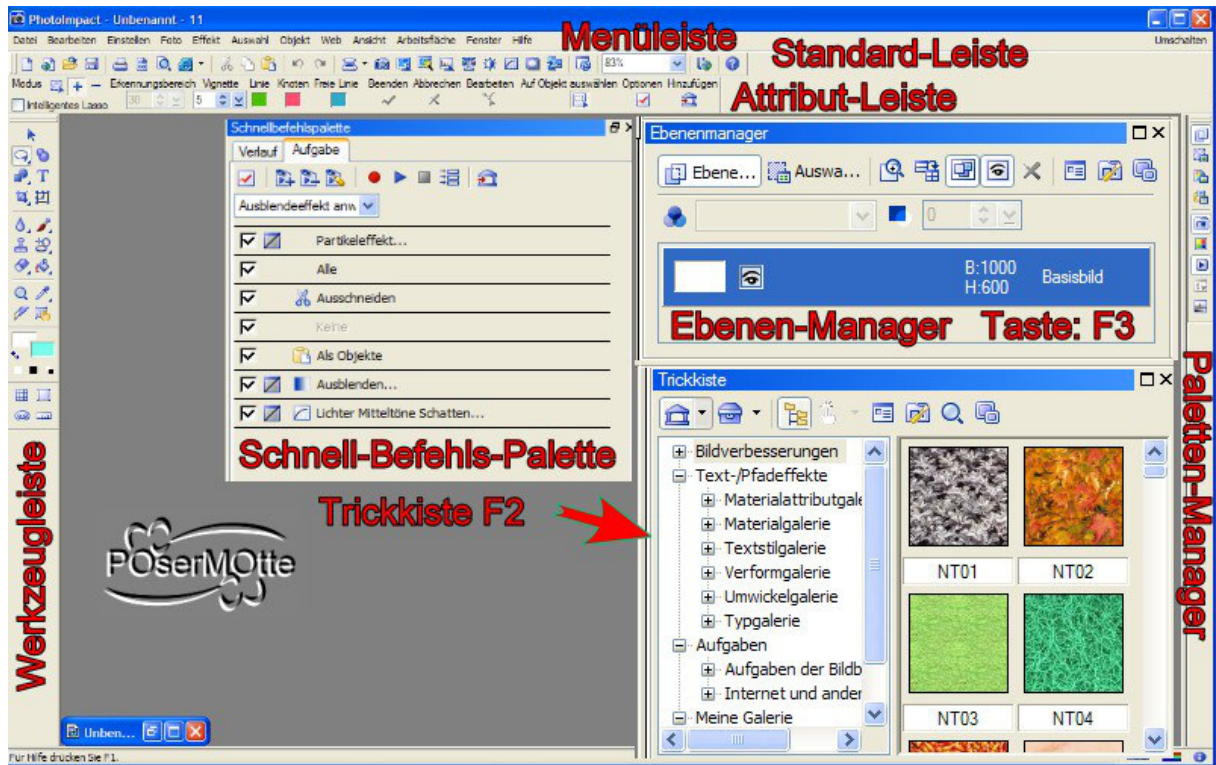 PhotoImpact - Unbenannt - 11
Datei Bearbeiten Einstellen Foto Effekt Auswahl Objekt Web Ansicht Arbeitsfläche Fenster Hilfe
Umschalten
Menüleiste
83%
Standard-Leiste
Modus Erkennungsbereich Vignette Linie Knoten Freie Linie Beenden Abbrechen Bearbeiten Auf Objekt auswählen Optionen Hinzufügen
Intelligentes Lasso 30 5
Attribut-Leiste
Schnellbefehlspalette
Verlauf Aufgabe
Ausblendeeffekt anw
Partikeleffekt...
Alle
Ausschneiden
Keine
Als Objekte
Ausblenden...
Lichter Mitteltöne Schatten...
Schnell-Befehls-Palette
Ebenenmanager
Ebene... Auswa...
0
B:1000
H:600
Basisbild
Ebenen-Manager Taste: F3
Trickkiste F2
Trickkiste
Bildverbesserungen
Text-/Pfadeffekte
Materialattributgale
Materialgalerie
Textstilgalerie
Verformgalerie
Umwickelgalerie
Typgalerie
Aufgaben
Aufgaben der Bildb
Internet und ander
Meine Galerie
NT01 NT02
NT03 NT04
Werkzeugleiste
Paletten-Manager
POserMOtte
Unben...
Für Hilfe drücken Sie F1.